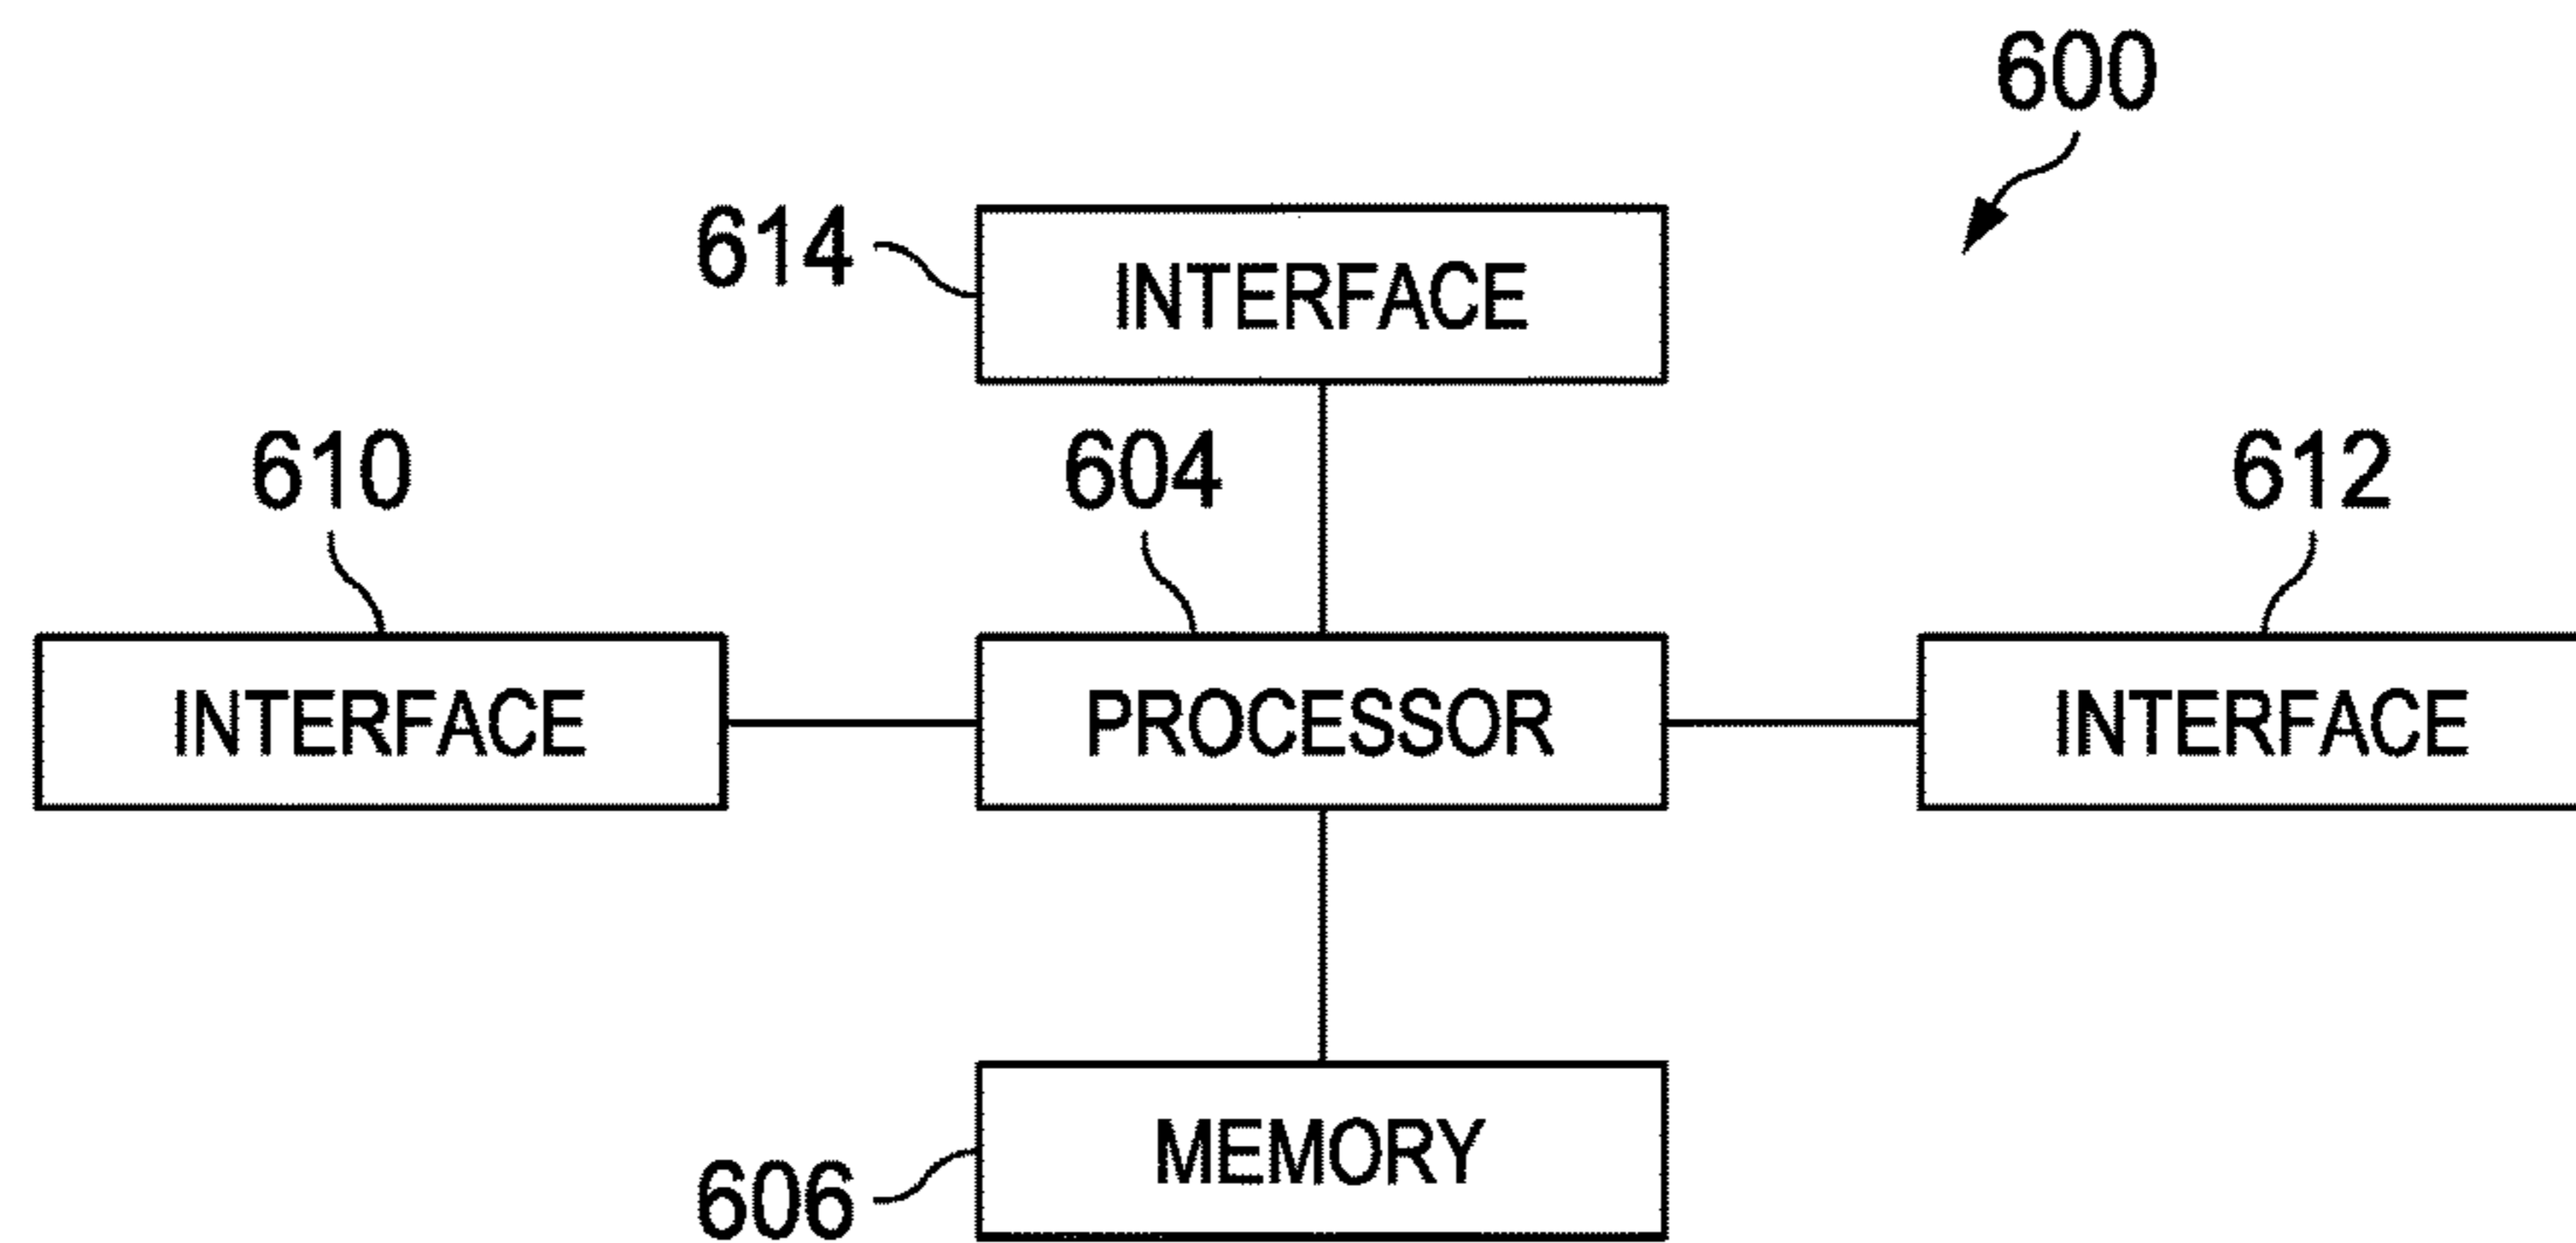 600
614
INTERFACE
610
604
612
INTERFACE
PROCESSOR
INTERFACE
MEMORY
606